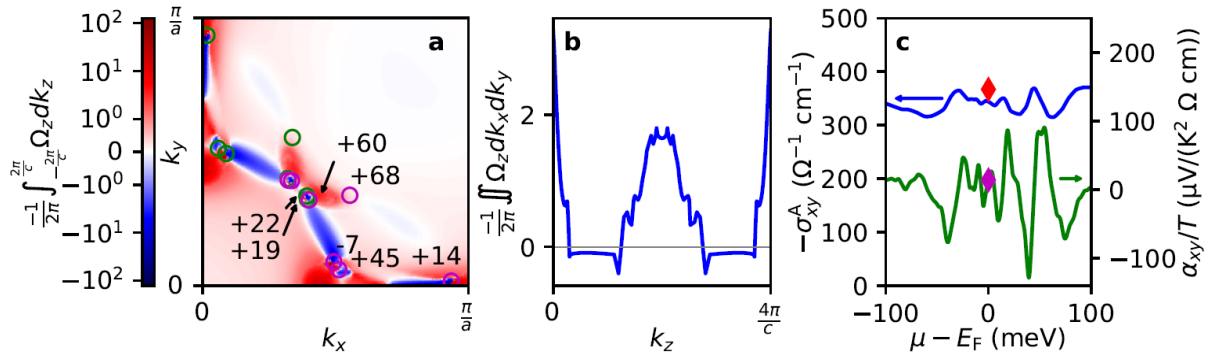 a
b
c
10²
10¹
10⁰
0
−10⁰
−10¹
−10²
−1/2π ∫_{−2π/c}^{2π/c} Ω_z dk_z
π/a
k_y
0
+60
+68
+22
+19
-7
+45
+14
0
π/a
k_x
−1/2π ∬ Ω_z dk_x dk_y
2
0
0
4π/c
k_z
−σ^A_xy (Ω⁻¹ cm⁻¹)
500
400
300
200
100
0
200
100
0
−100
α_xy/T (μV/(K² Ω cm))
−100
0
100
μ − E_F (meV)